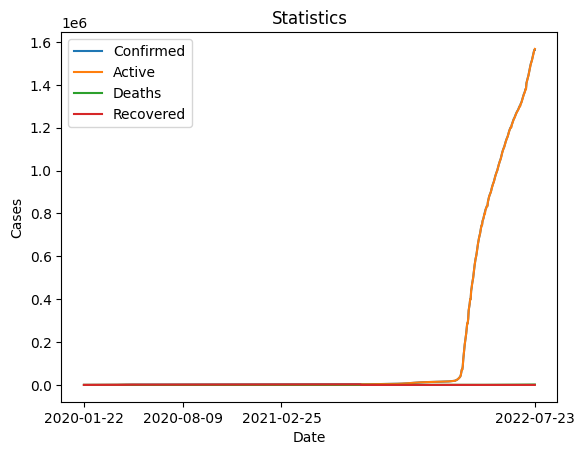 Statistics
1e6
Confirmed
Active
Deaths
Recovered
1.6
1.4
1.2
1.0
0.8
0.6
0.4
0.2
0.0
Cases
2020-01-22 2020-08-09 2021-02-25 2022-07-23
Date